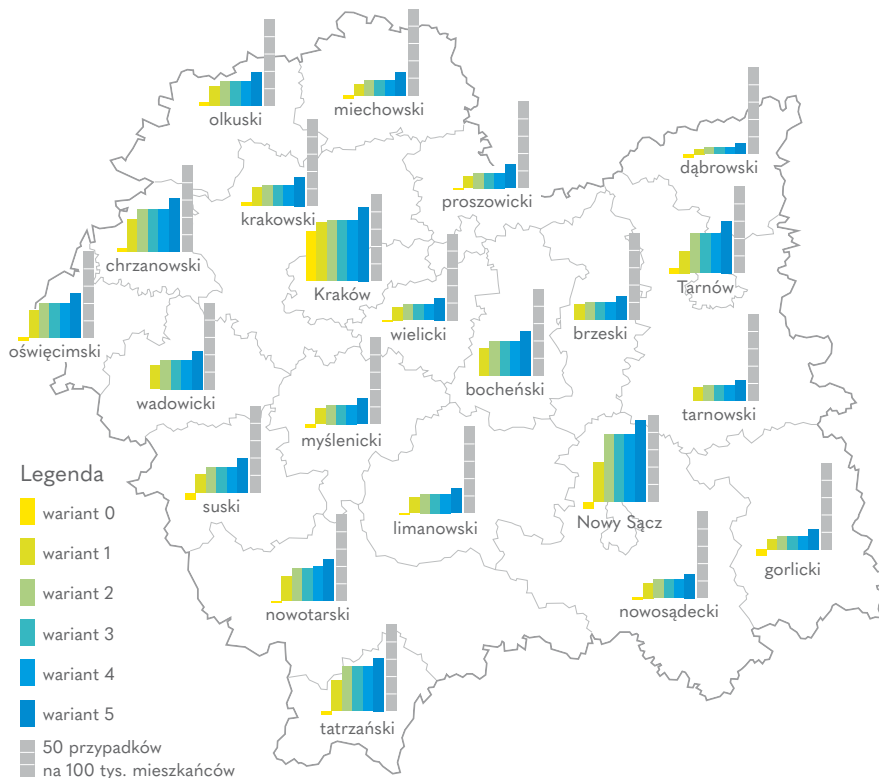 olkuski
miechowski
dąbrowski
krakowski
proszowicki
chrzanowski
Kraków
Tarnów
oświęcimski
wielicki
brzeski
wadowicki
bocheński
tarnowski
myślenicki
suski
limanowski
Nowy Sącz
gorlicki
nowotarski
nowosądecki
tatrzański
Legenda
wariant 0
wariant 1
wariant 2
wariant 3
wariant 4
wariant 5
50 przypadków
na 100 tys. mieszkańców